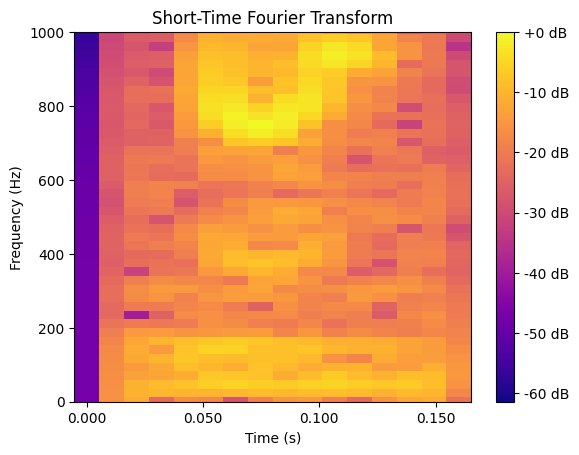 Short-Time Fourier Transform
1000
800
600
400
200
0
Frequency (Hz)
0.000
0.050
0.100
0.150
Time (s)
+0 dB
-10 dB
-20 dB
-30 dB
-40 dB
-50 dB
-60 dB